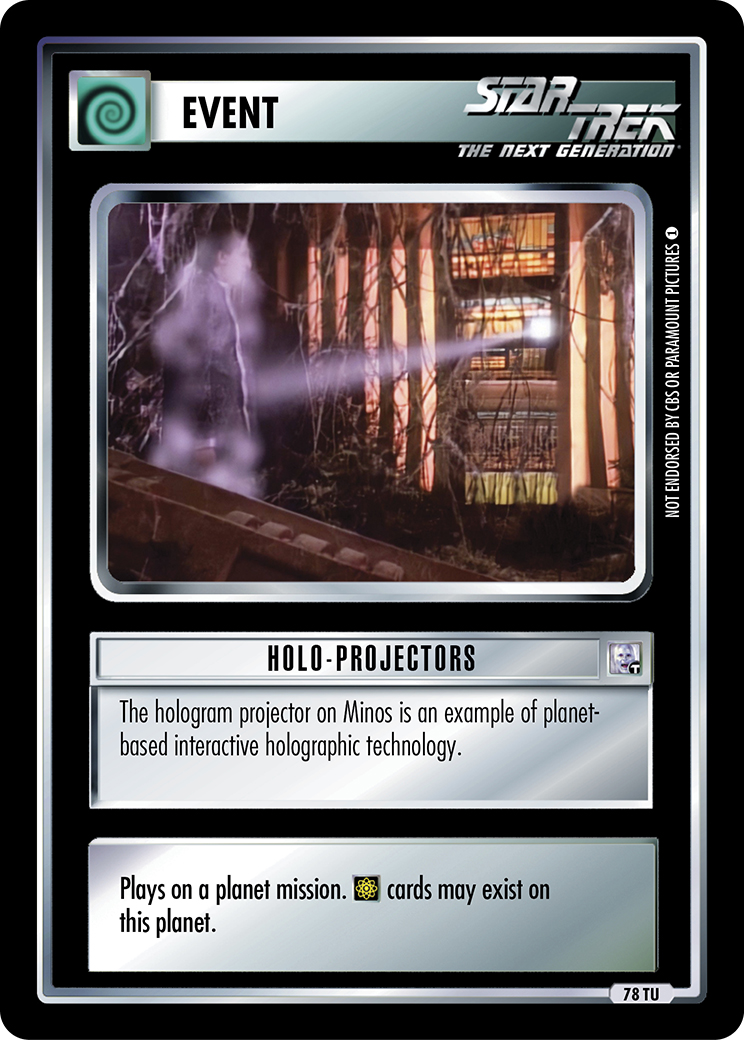 EVENT
STAR TREK
THE NEXT GENERATION
NOT ENDORSED BY CBS OR PARAMOUNT PICTURES 1
HOLO-PROJECTORS
T
The hologram projector on Minos is an example of planet-
based interactive holographic technology.
Plays on a planet mission. cards may exist on
this planet.
78 TU